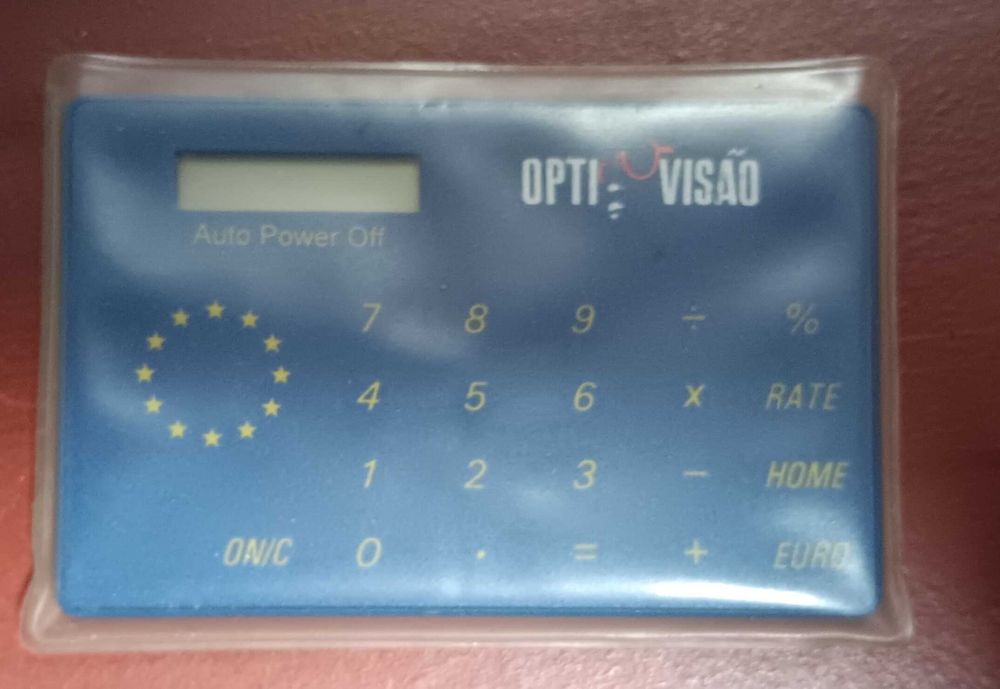 OPTI VISÃO
Auto Power Off
7 8 9 ÷ %
4 5 6 x RATE
1 2 3 - HOME
ON/C 0 . = + EURO